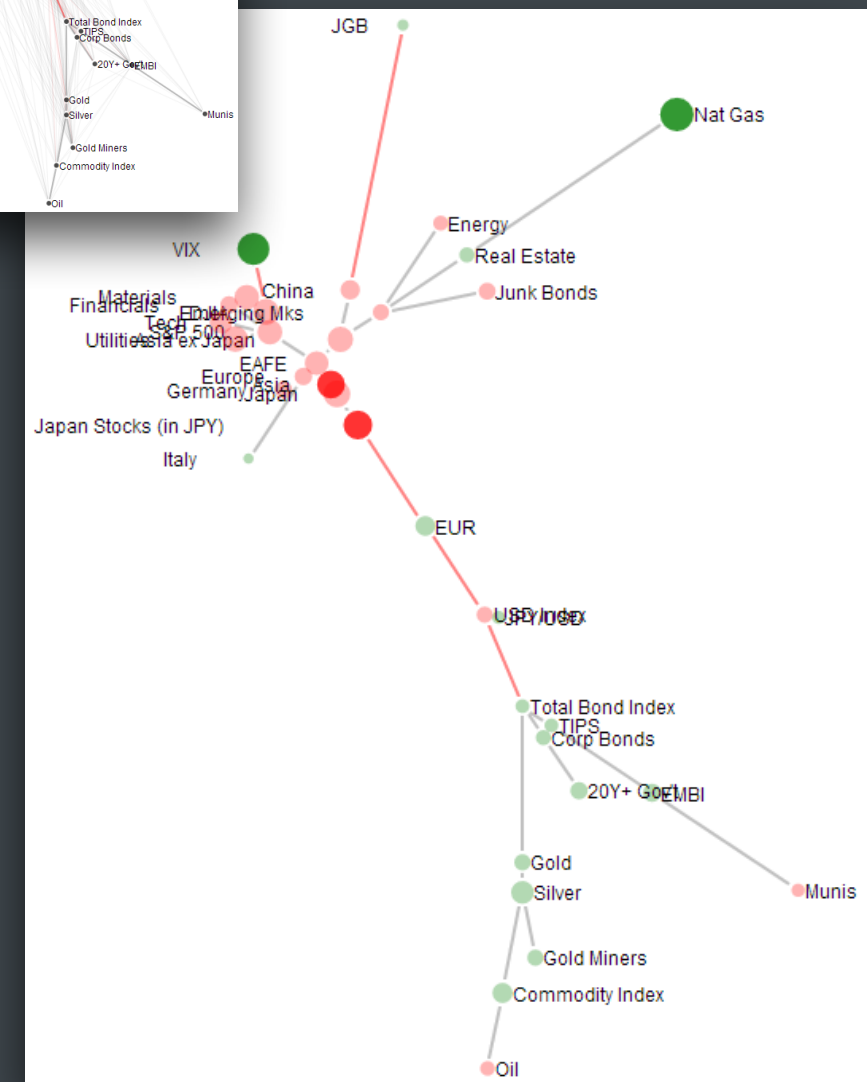 Total Bond Index
TIPS
Corp Bonds
20Y+ Gov't
EMBI
Gold
Silver
Munis
Gold Miners
Commodity Index
Oil
JGB
Nat Gas
Energy
VIX
Real Estate
China
Junk Bonds
Materials
Financials
Emerging Mks
DJIA
Tech
S&P 500
Utilities
Asia ex Japan
EAFE
Europe
Asia
Germany
Japan
Japan Stocks (in JPY)
Italy
EUR
USD Index
JPY/USD
Total Bond Index
TIPS
Corp Bonds
20Y+ Gov't
EMBI
Gold
Munis
Silver
Gold Miners
Commodity Index
Oil